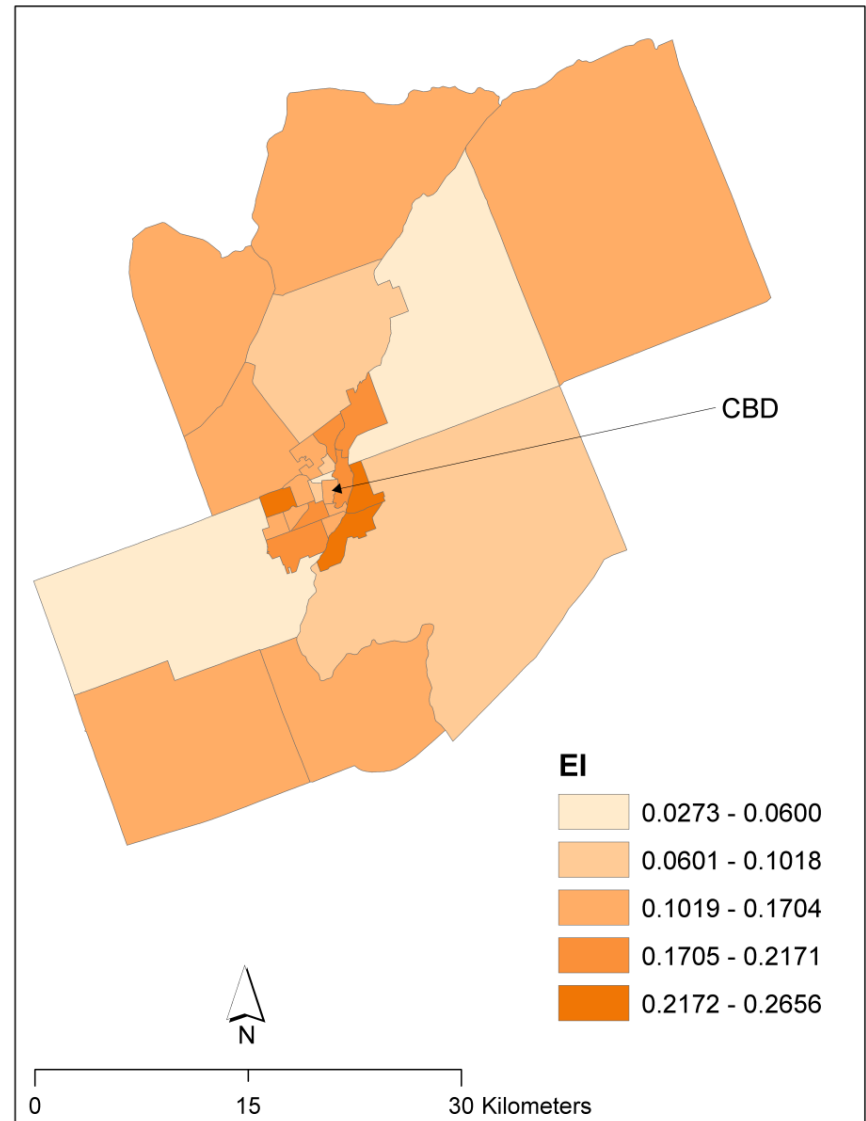 CBD
EI
0.0273 - 0.0600
0.0601 - 0.1018
0.1019 - 0.1704
0.1705 - 0.2171
0.2172 - 0.2656
N
0 15 30 Kilometers